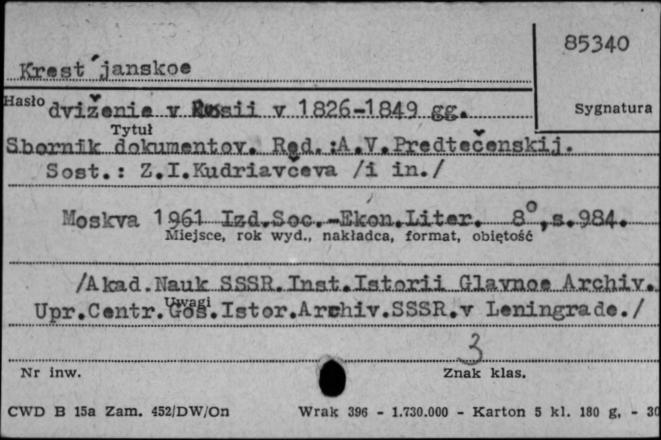 85340
Krest´janskoe
Hasło dviženie v Rosii v 1826-1849 gg. Sygnatura
Tytuł
Sbornik dokumentov. Red.:A.V.Predtečenskij.
Sost.: Z.I.Kudriavčeva /i in./
Moskva 1961 Izd.Soc.-Ekon.Liter. 8°,s.984.
Miejsce, rok wyd., nakładca, format, objętość
/Akad.Nauk SSSR.Inst.Istorii Glavnoe Archiv.
Uwagi
Upr.Centr.Gos.Istor.Archiv.SSSR.v Leningrade./
3
Nr inw. Znak klas.
CWD B 15a Zam. 452/DW/On Wrak 396 - 1.730.000 - Karton 5 kl. 180 g, - 30